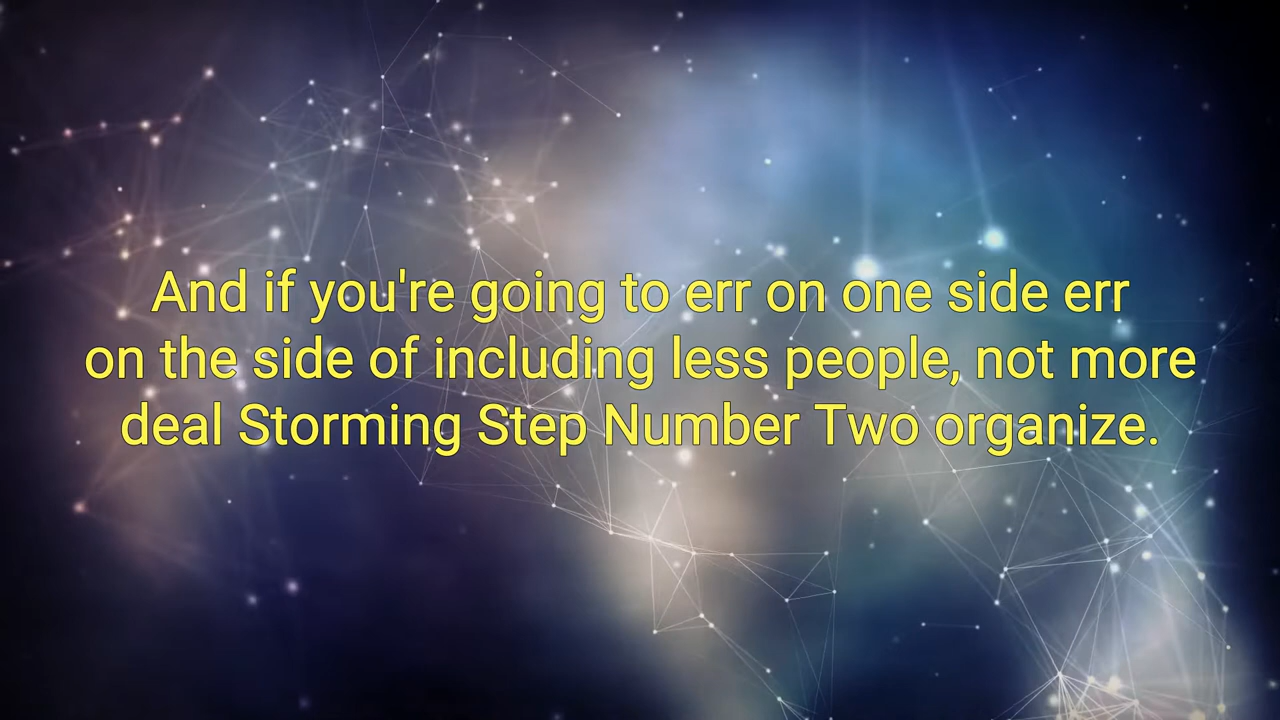 And if you're going to err on one side err
on the side of including less people, not more
deal Storming Step Number Two organize.